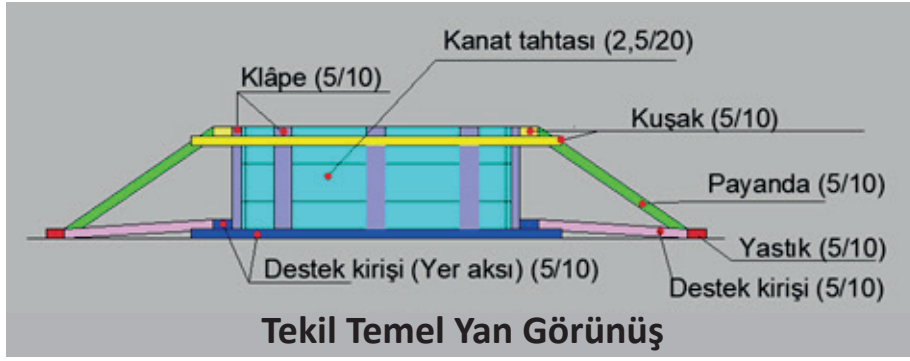 Kanat tahtası (2,5/20)
Klâpe (5/10)
Kuşak (5/10)
Payanda (5/10)
Yastık (5/10)
Destek kirişi (Yer aksı) (5/10)
Destek kirişi (5/10)
Tekil Temel Yan Görünüş